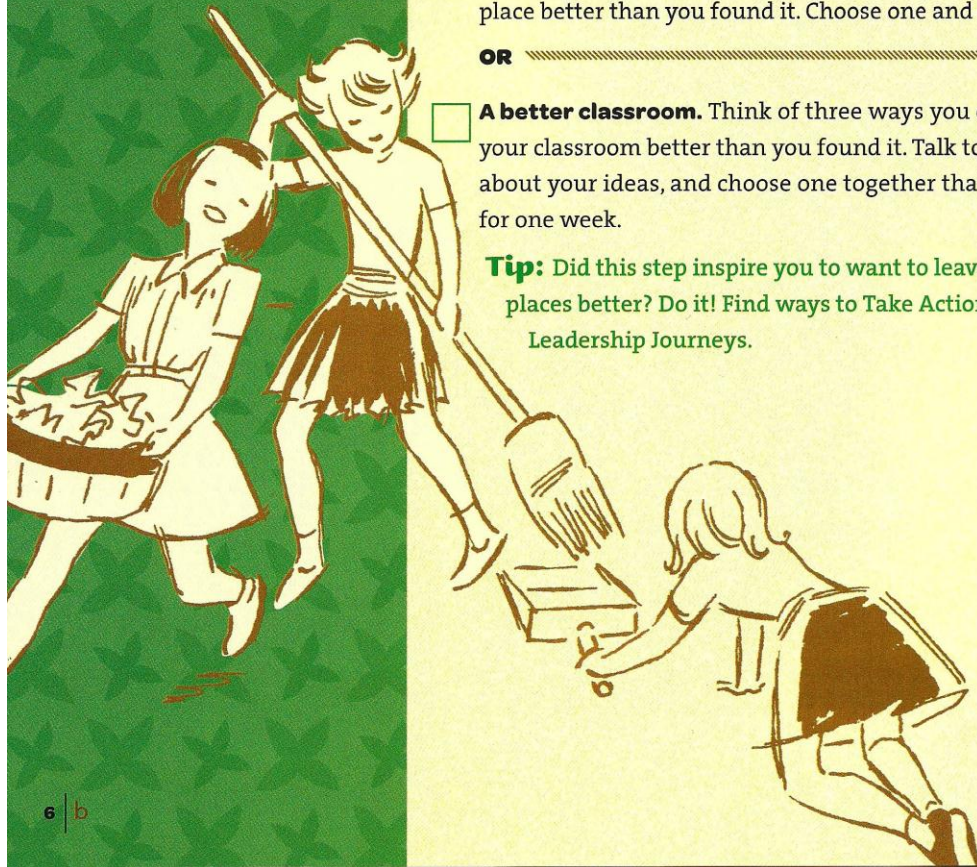 place better than you found it. Choose one and
OR
A better classroom. Think of three ways you
your classroom better than you found it. Talk to
about your ideas, and choose one together tha
for one week.
Tip: Did this step inspire you to want to leav
places better? Do it! Find ways to Take Action
Leadership Journeys.
6 | b